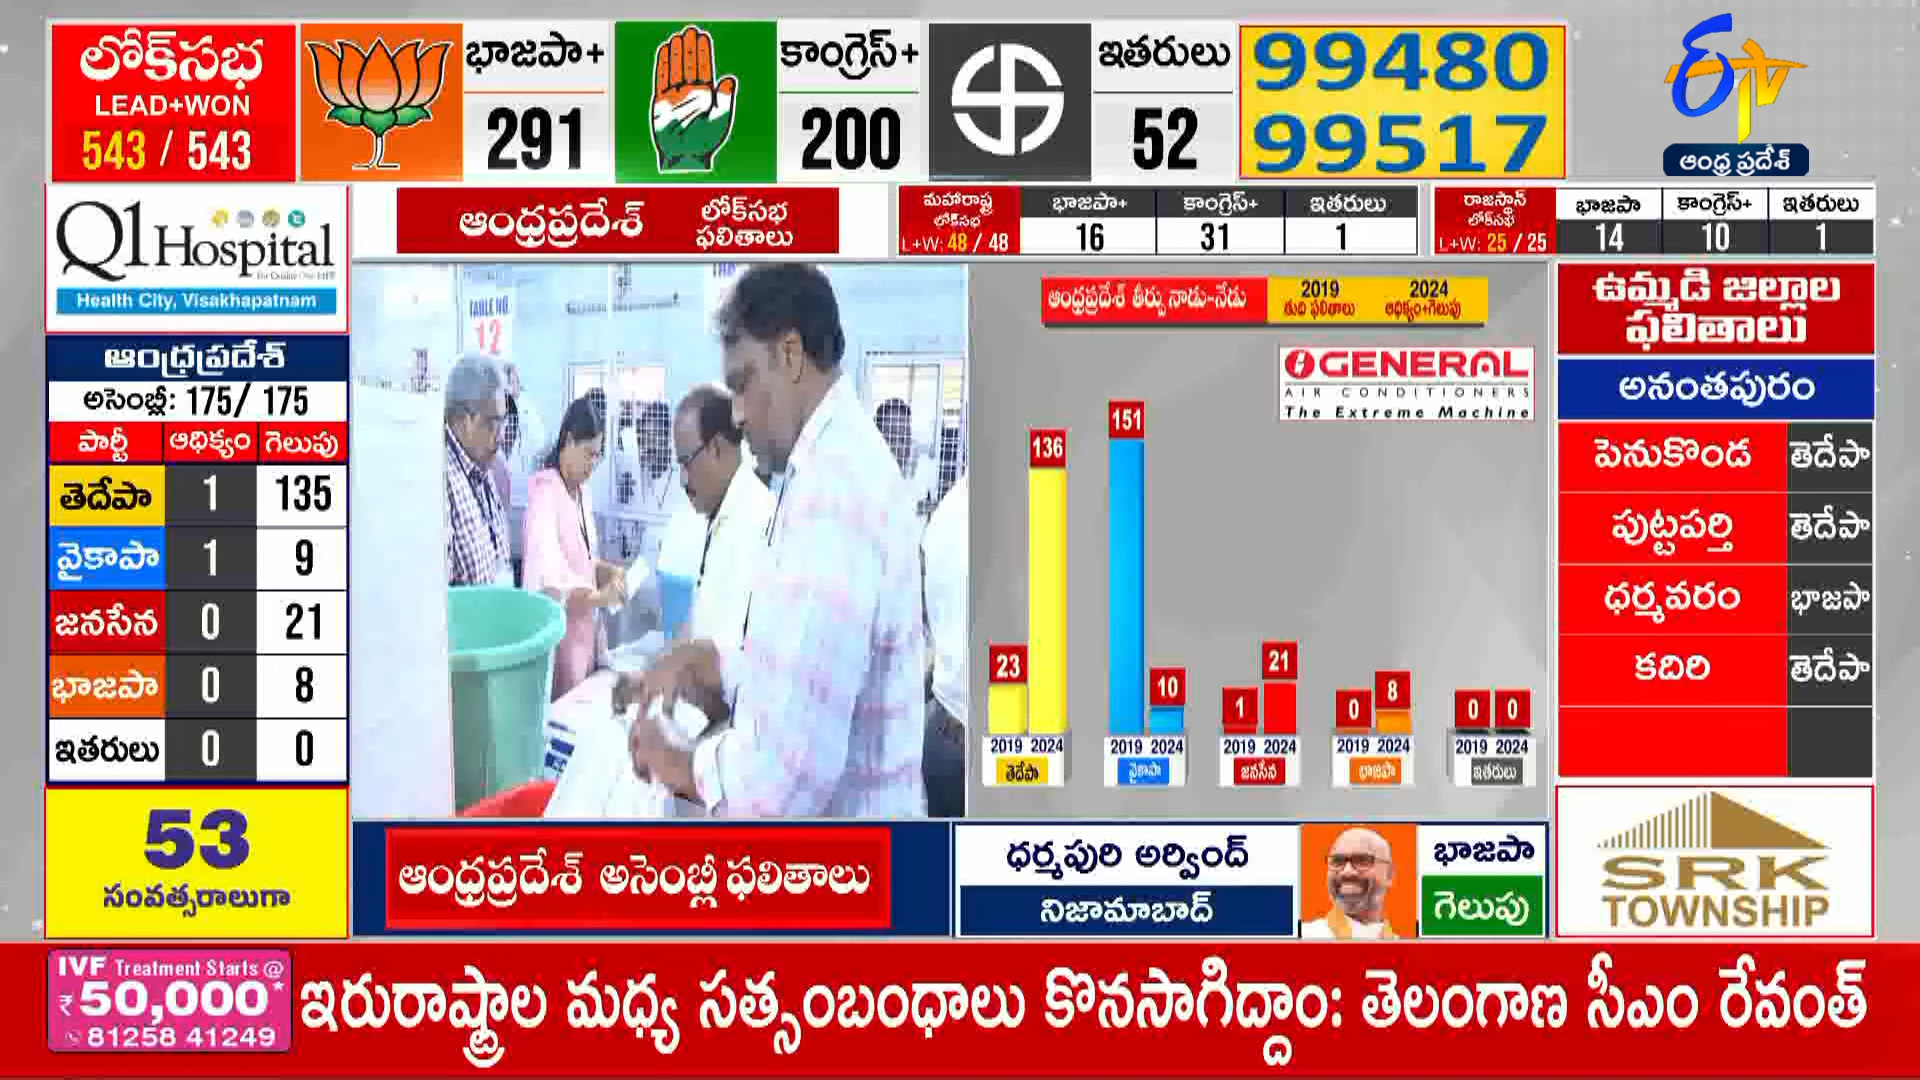 లోక్‌సభ
LEAD+WON
543 / 543
భాజపా+
291
కాంగ్రెస్+
200
ఇతరులు
52
99480
99517
ETV
ఆంధ్ర ప్రదేశ్
Q1 Hospital
Health City, Visakhapatnam
ఆంధ్రప్రదేశ్ లోక్‌సభ
ఫలితాలు
మహారాష్ట్ర
లోక్‌సభ
L+W: 48 / 48
భాజపా+ కాంగ్రెస్+ ఇతరులు
16 31 1
రాజస్థాన్
లోక్‌సభ
L+W: 25 / 25
భాజపా కాంగ్రెస్+ ఇతరులు
14 10 1
ఆంధ్రప్రదేశ్
అసెంబ్లీ: 175/ 175
పార్టీ ఆధిక్యం గెలుపు
తెదేపా 1 135
వైకాపా 1 9
జనసేన 0 21
భాజపా 0 8
ఇతరులు 0 0
53
సంవత్సరాలుగా
TABLE NO.
12
ఆంధ్రప్రదేశ్ తీర్పు నాడు-నేడు
2019
తుది ఫలితాలు
2024
ఆధిక్యం+గెలుపు
GENERAL
AIR CONDITIONERS
The Extreme Machine
23 136 151 10 1 21 0 8 0 0
2019 2024 2019 2024 2019 2024 2019 2024 2019 2024
తెదేపా వైకాపా జనసేన భాజపా ఇతరులు
ఉమ్మడి జిల్లాల
ఫలితాలు
అనంతపురం
పెనుకొండ తెదేపా
పుట్టపర్తి తెదేపా
ధర్మవరం భాజపా
కదిరి తెదేపా
ఆంధ్రప్రదేశ్ అసెంబ్లీ ఫలితాలు
ధర్మపురి అర్వింద్
నిజామాబాద్
భాజపా
గెలుపు
SRK
TOWNSHIP
IVF Treatment Starts @
₹50,000*
81258 41249
ఇరురాష్ట్రాల మధ్య సత్సంబంధాలు కొనసాగిద్దాం: తెలంగాణ సీఎం రేవంత్